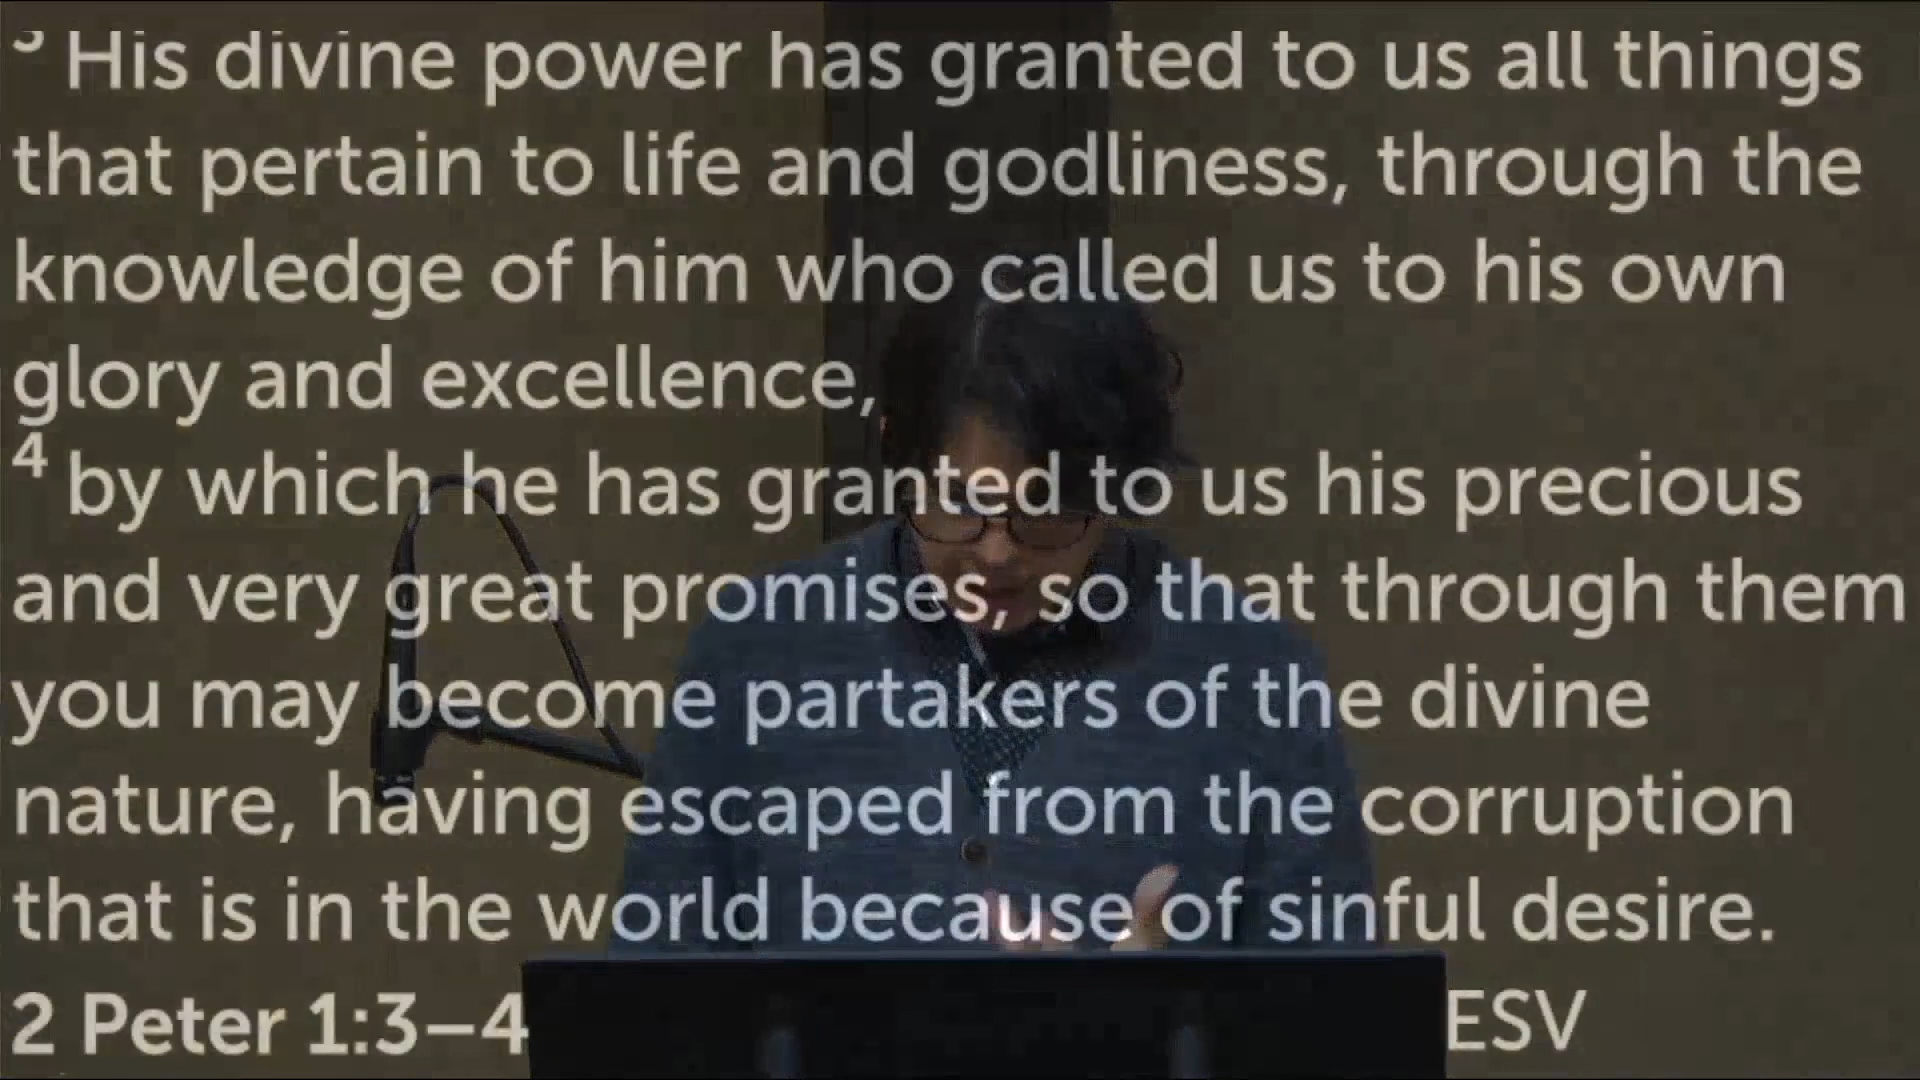 3 His divine power has granted to us all things
that pertain to life and godliness, through the
knowledge of him who called us to his own
glory and excellence,
4 by which he has granted to us his precious
and very great promises, so that through them
you may become partakers of the divine
nature, having escaped from the corruption
that is in the world because of sinful desire.
2 Peter 1:3–4 ESV